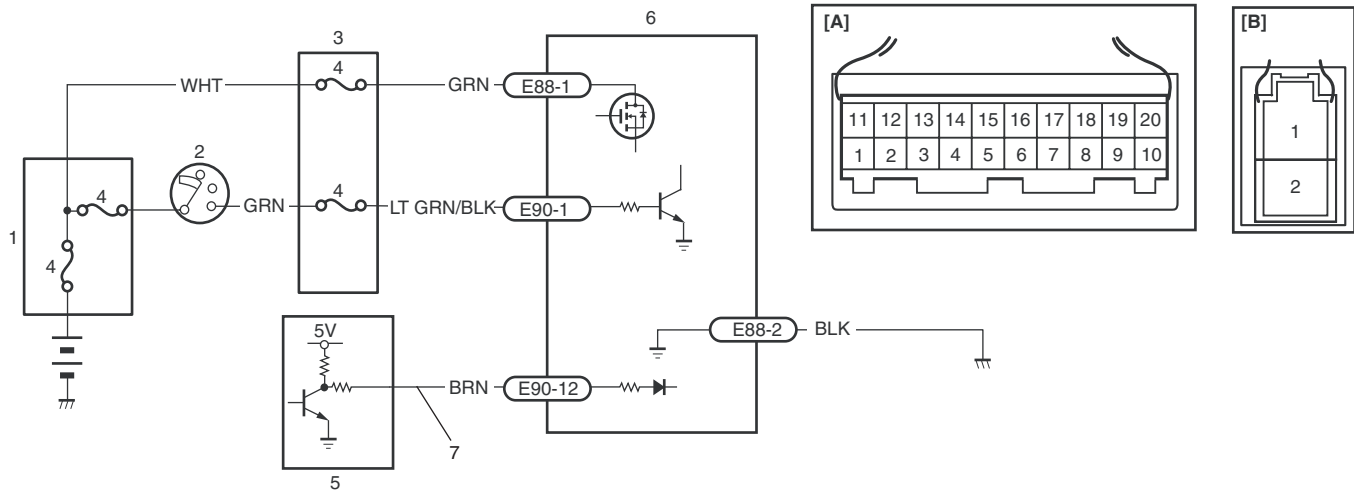 6
[A]
[B]
3
4
WHT
GRN
E88-1
11 12 13 14 15 16 17 18 19 20
1 2 3 4 5 6 7 8 9 10
1
2
2
4
4
GRN
LT GRN/BLK
E90-1
1
4
5V
E88-2
BLK
BRN
E90-12
7
5